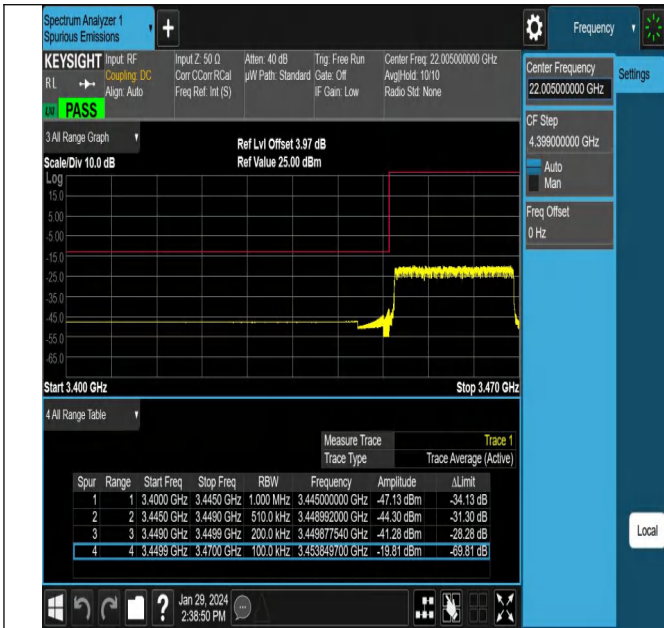 Spectrum Analyzer 1
Spurious Emissions
Frequency
KEYSIGHT
RL
PASS
Input: RF
Coupling: DC
Align: Auto
Input Z: 50 Ω
Corr CCorr RCal
Freq Ref: Int (S)
Atten: 40 dB
µW Path: Standard
Trig: Free Run
Gate: Off
IF Gain: Low
Center Freq: 22.005000000 GHz
Avg|Hold: 10/10
Radio Std: None
Center Frequency
22.005000000 GHz
Settings
CF Step
4.399000000 GHz
Auto
Man
Freq Offset
0 Hz
Local
3 All Range Graph
Scale/Div 10.0 dB
Ref Lvl Offset 3.97 dB
Ref Value 25.00 dBm
Log
15.0
5.00
-5.00
-15.0
-25.0
-35.0
-45.0
-55.0
-65.0
Start 3.400 GHz Stop 3.470 GHz
4 All Range Table
Measure Trace Trace 1
Trace Type Trace Average (Active)
Spur Range Start Freq Stop Freq RBW Frequency Amplitude ΔLimit
1 1 3.4000 GHz 3.4450 GHz 1.000 MHz 3.445000000 GHz -47.13 dBm -34.13 dB
2 2 3.4450 GHz 3.4490 GHz 510.0 kHz 3.448992000 GHz -44.30 dBm -31.30 dB
3 3 3.4490 GHz 3.4499 GHz 200.0 kHz 3.449877540 GHz -41.28 dBm -28.28 dB
4 4 3.4499 GHz 3.4700 GHz 100.0 kHz 3.453849700 GHz -19.81 dBm -69.81 dB
Jan 29, 2024
2:38:50 PM